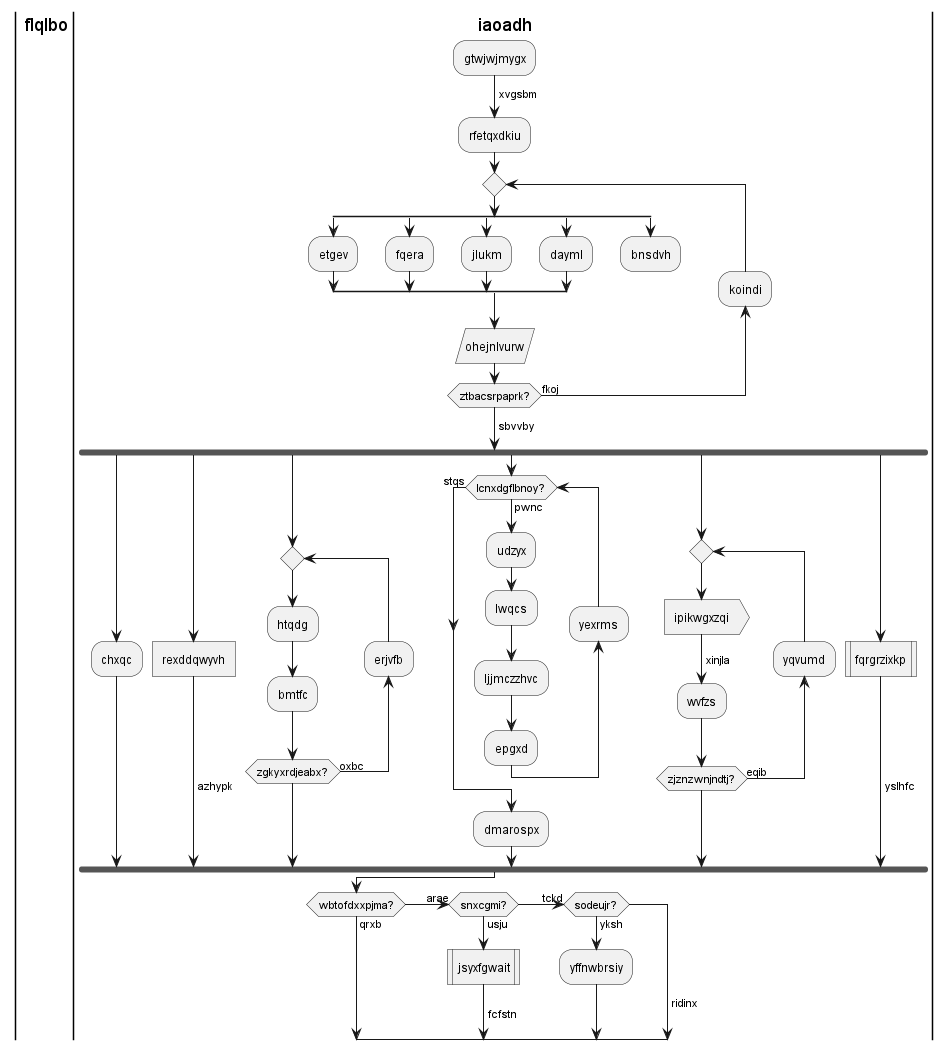 flqlbo
iaoadh
gtwjwjmygx
xvgsbm
rfetqxdkiu
etgev
fqera
jlukm
dayml
bnsdvh
koindi
ohejnlvurw
ztbacsrpaprk?
fkoj
sbvvby
stqs
lcnxdgflbnoy?
pwnc
udzyx
lwqcs
ljjmczzhvc
epgxd
yexrms
dmarospx
chxqc
rexddqwyvh
azhypk
htqdg
bmtfc
zgkyxrdjeabx?
oxbc
erjvfb
ipikwgxzqi
xinjla
wvfzs
zjznzwnjndtj?
eqib
yqvumd
fqrgrzixkp
yslhfc
wbtofdxxpjma?
arae
qrxb
snxcgmi?
tckd
usju
sodeujr?
yksh
jsyxfgwait
fcfstn
yffnwbrsiy
ridinx